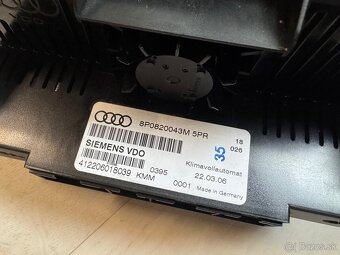 8P0820043M 5PR
18
026
35
SIEMENS VDO
Klimavollautomat
412206018039 KMM
0395
22.03.06
0001
Made in Germany
bazos.sk